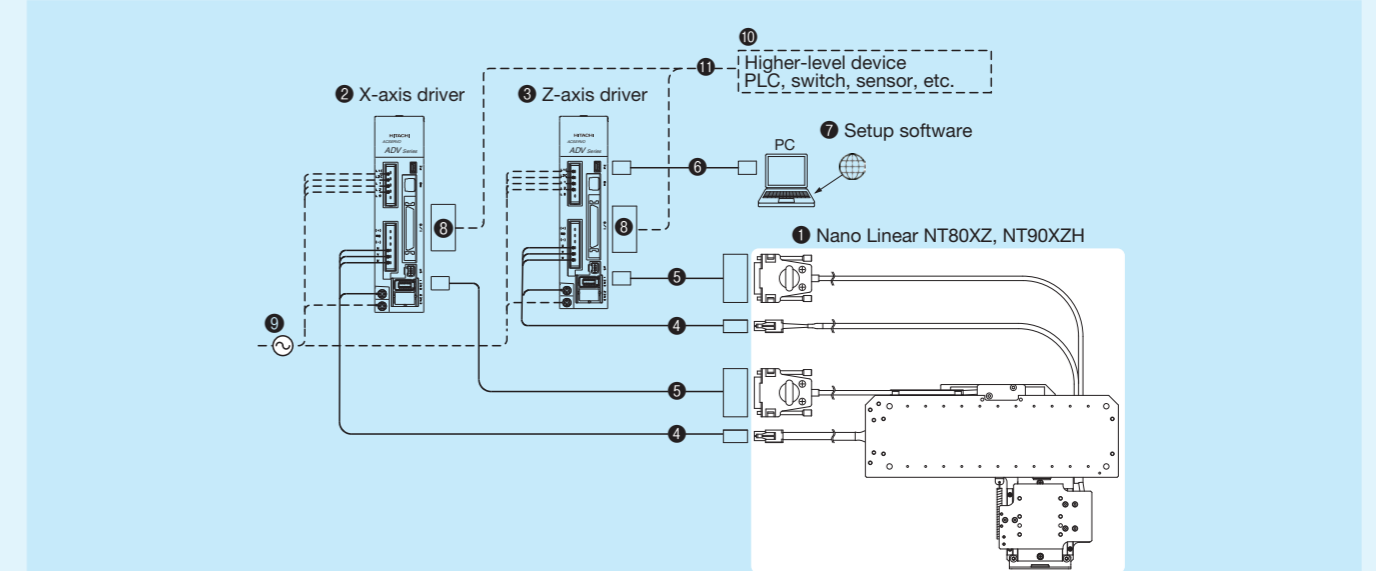 ❿
⓫ Higher-level device
PLC, switch, sensor, etc.
❷ X-axis driver
❸ Z-axis driver
❼ Setup software
PC
HITACHI
ADV Series
HITACHI
ADV Series
❻
❽
❽
❶ Nano Linear NT80XZ, NT90XZH
❺
❾
❹
❺
❹